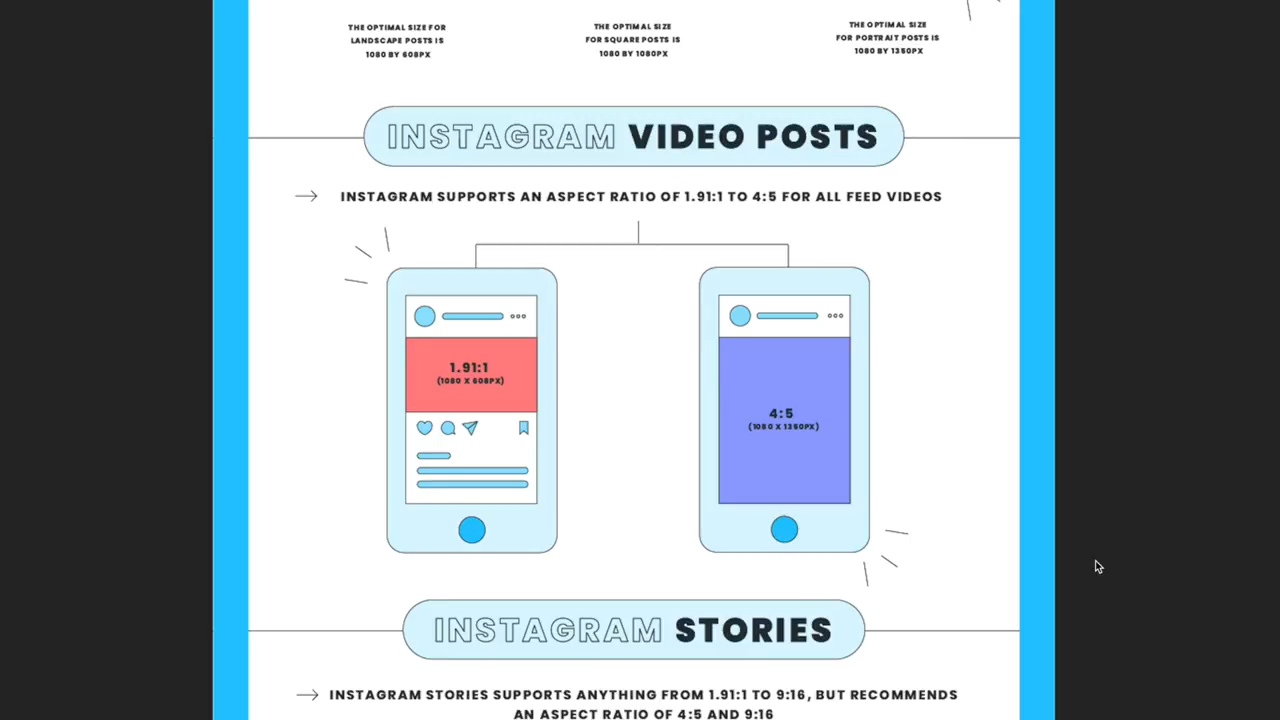 THE OPTIMAL SIZE FOR
LANDSCAPE POSTS IS
1080 BY 608PX
THE OPTIMAL SIZE
FOR SQUARE POSTS IS
1080 BY 1080PX
THE OPTIMAL SIZE
FOR PORTRAIT POSTS IS
1080 BY 1350PX
INSTAGRAM VIDEO POSTS
INSTAGRAM SUPPORTS AN ASPECT RATIO OF 1.91:1 TO 4:5 FOR ALL FEED VIDEOS
1.91:1
(1080 X 608PX)
4:5
(1080 X 1350PX)
INSTAGRAM STORIES
INSTAGRAM STORIES SUPPORTS ANYTHING FROM 1.91:1 TO 9:16, BUT RECOMMENDS
AN ASPECT RATIO OF 4:5 AND 9:16